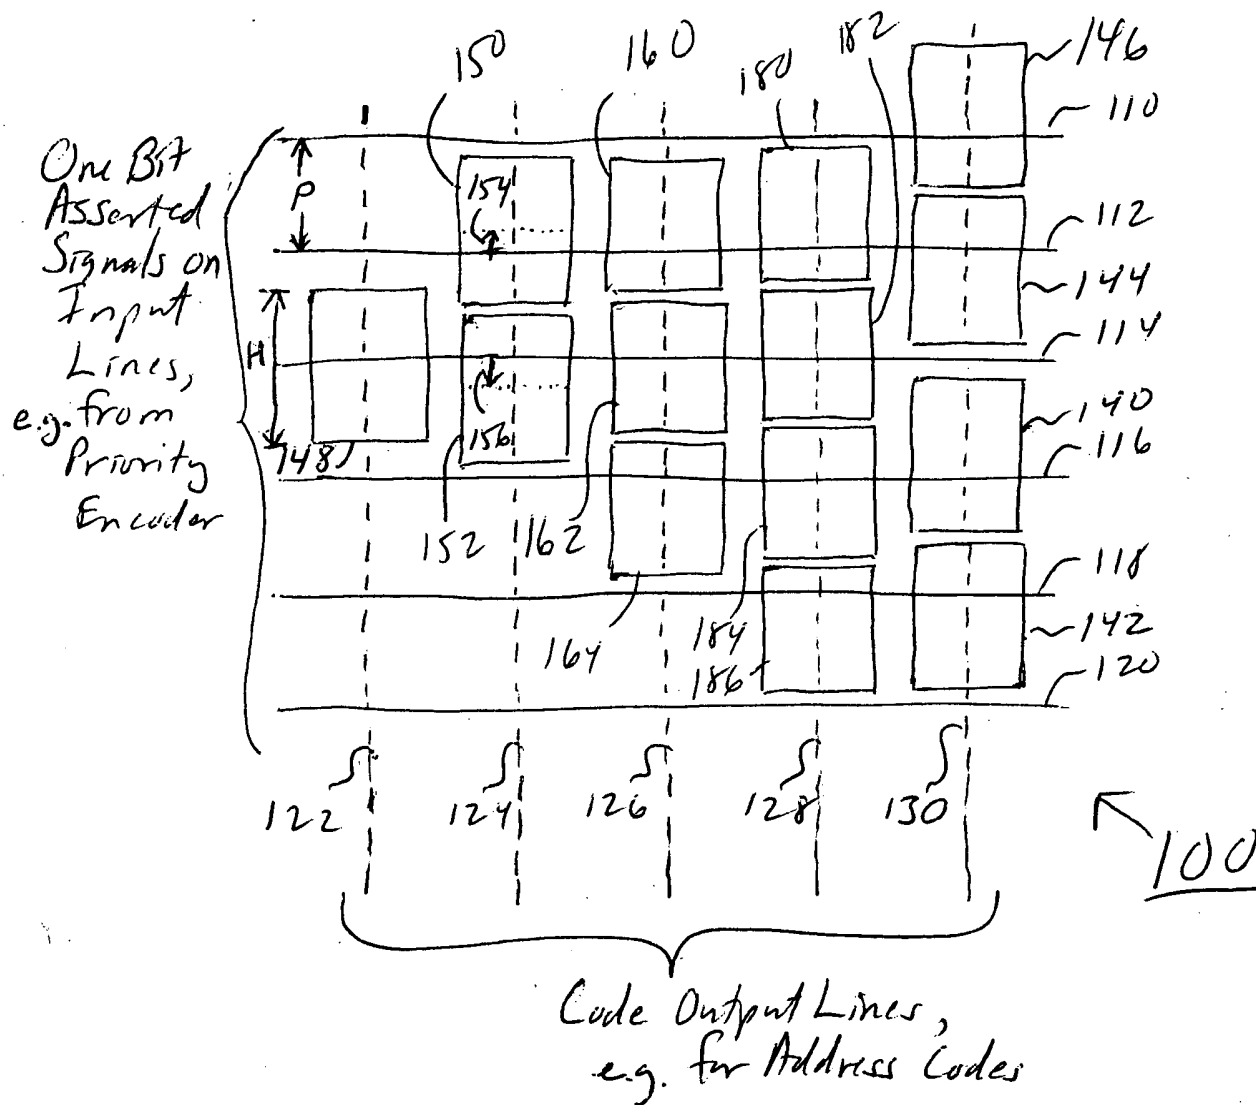 150
160
180
182
146
110
One Bit
Asserted
Signals on
Input
Lines,
e.g. from
Priority
Encoder
P
154
112
144
H
114
140
156
148
116
152
162
118
164
184
142
186
120
122
124
126
128
130
100
Code Output Lines,
e.g. for Address Codes